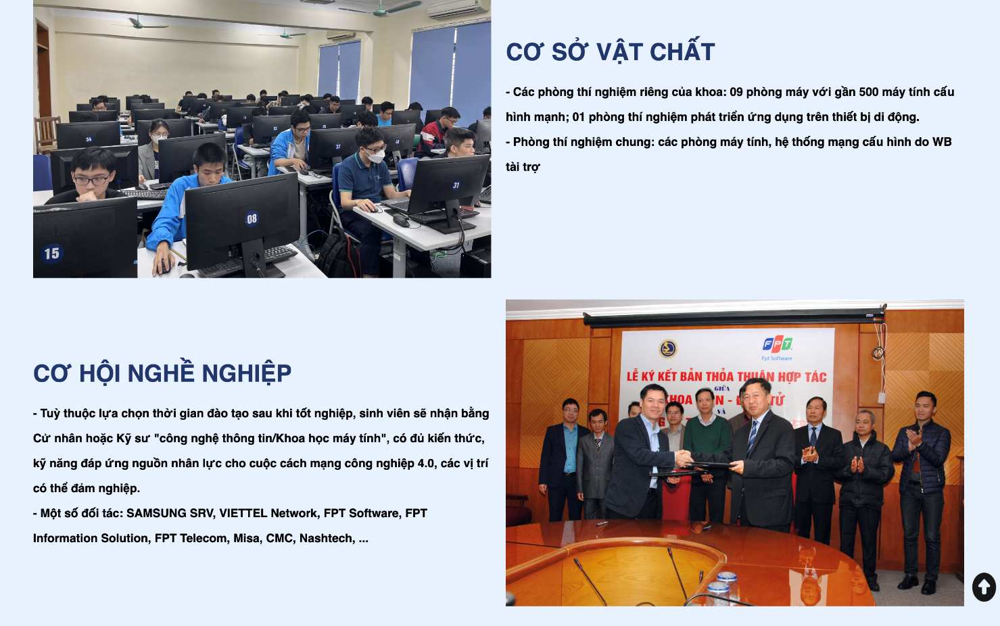 CƠ SỞ VẬT CHẤT
- Các phòng thí nghiệm riêng của khoa: 09 phòng máy với gần 500 máy tính cấu
hình mạnh; 01 phòng thí nghiệm phát triển ứng dụng trên thiết bị di động.
- Phòng thí nghiệm chung: các phòng máy tính, hệ thống mạng cấu hình do WB
tài trợ
34
37
31
08
15
CƠ HỘI NGHỀ NGHIỆP
- Tuỳ thuộc lựa chọn thời gian đào tạo sau khi tốt nghiệp, sinh viên sẽ nhận bằng
Cử nhân hoặc Kỹ sư "công nghệ thông tin/Khoa học máy tính", có đủ kiến thức,
kỹ năng đáp ứng nguồn nhân lực cho cuộc cách mạng công nghiệp 4.0, các vị trí
có thể đảm nghiệp.
- Một số đối tác: SAMSUNG SRV, VIETTEL Network, FPT Software, FPT
Information Solution, FPT Telecom, Misa, CMC, Nashtech, ...
FPT
Fpt Software
LỄ KÝ KẾT BẢN THỎA THUẬN HỢP TÁC
GIỮA
KHOA
TỬ
VÀ